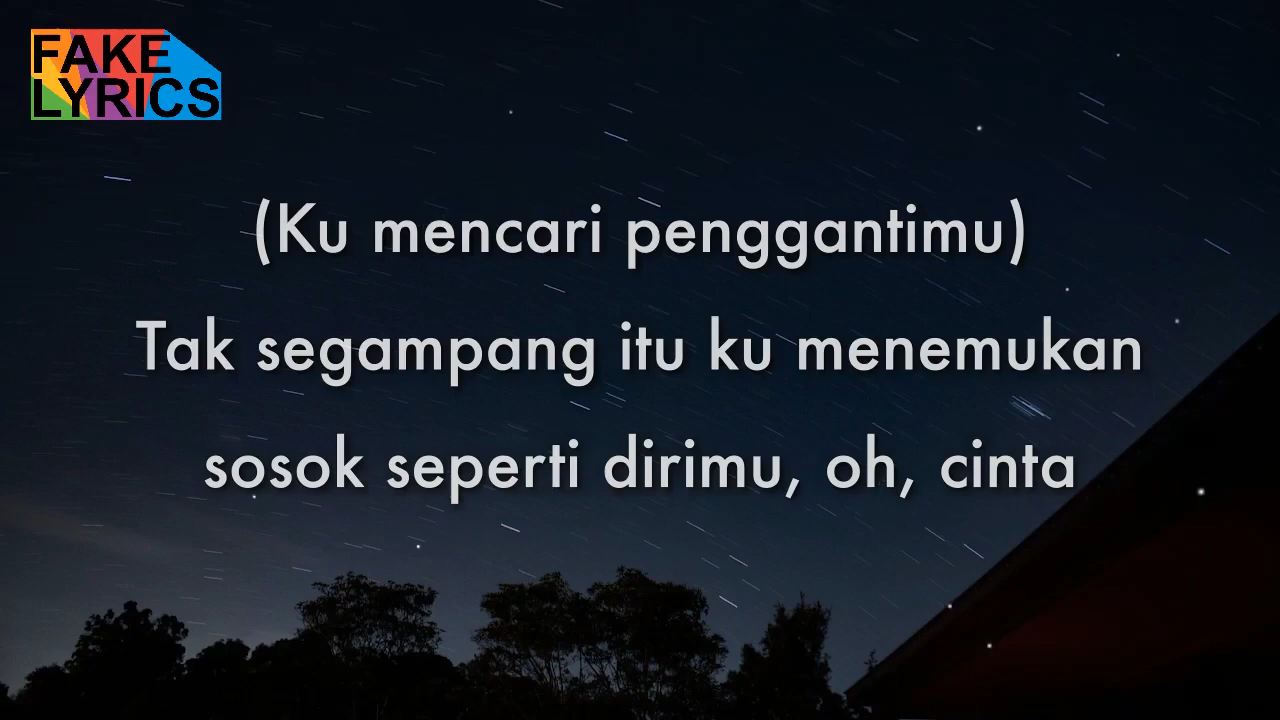 FAKE
LYRICS
(Ku mencari penggantimu)
Tak segampang itu ku menemukan
sosok seperti dirimu, oh, cinta